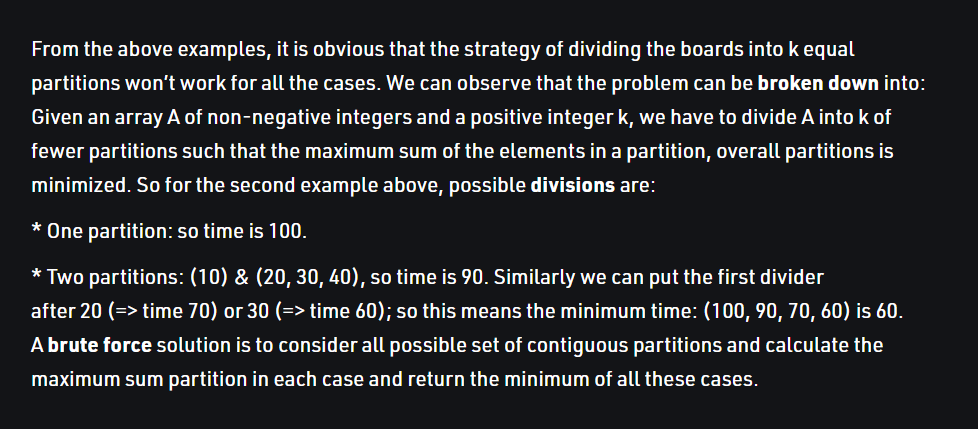 From the above examples, it is obvious that the strategy of dividing the boards into k equal
partitions won't work for all the cases. We can observe that the problem can be broken down into:
Given an array A of non-negative integers and a positive integer k, we have to divide A into k of
fewer partitions such that the maximum sum of the elements in a partition, overall partitions is
minimized. So for the second example above, possible divisions are:
* One partition: so time is 100.
* Two partitions: (10) & (20, 30, 40), so time is 90. Similarly we can put the first divider
after 20 (=> time 70) or 30 (=> time 60); so this means the minimum time: (100, 90, 70, 60) is 60.
A brute force solution is to consider all possible set of contiguous partitions and calculate the
maximum sum partition in each case and return the minimum of all these cases.